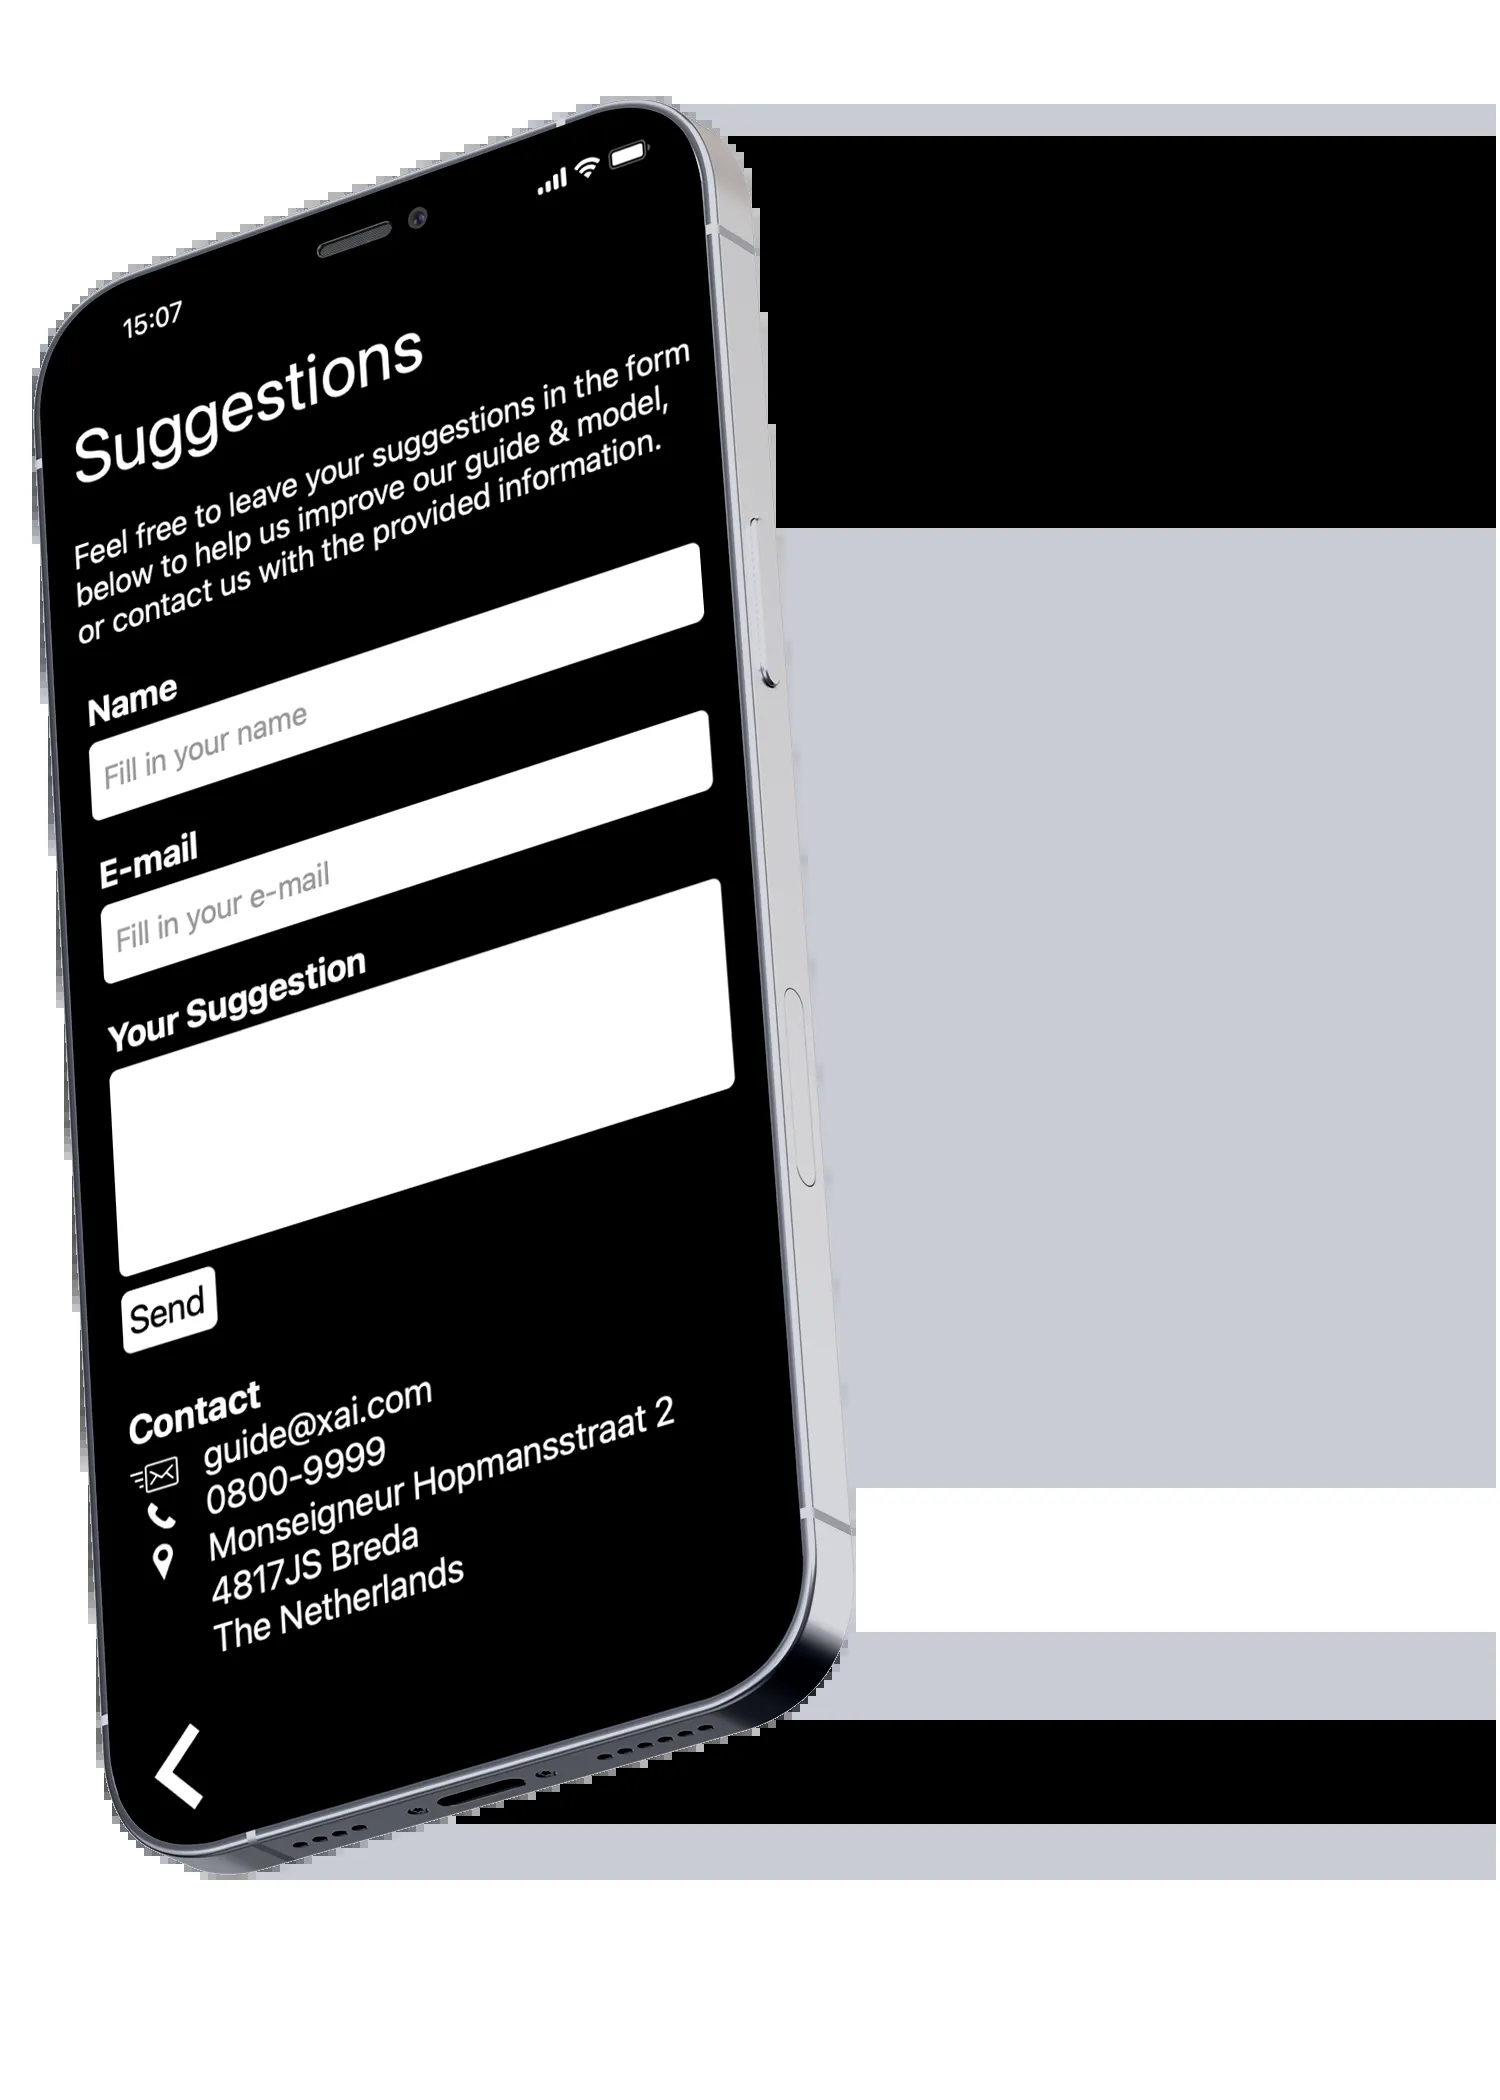 15:07
Suggestions
Feel free to leave your suggestions in the form
below to help us improve our guide & model,
or contact us with the provided information.
Name
Fill in your name
E-mail
Fill in your e-mail
Your Suggestion
Send
Contact
guide@xai.com
0800-9999
Monseigneur Hopmansstraat 2
4817JS Breda
The Netherlands